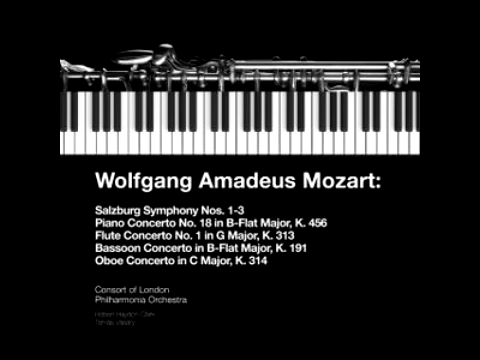 Wolfgang Amadeus Mozart:
Salzburg Symphony Nos. 1-3
Piano Concerto No. 18 in B-Flat Major, K. 456
Flute Concerto No. 1 in G Major, K. 313
Bassoon Concerto in B-Flat Major, K. 191
Oboe Concerto in C Major, K. 314
Consort of London
Philharmonia Orchestra